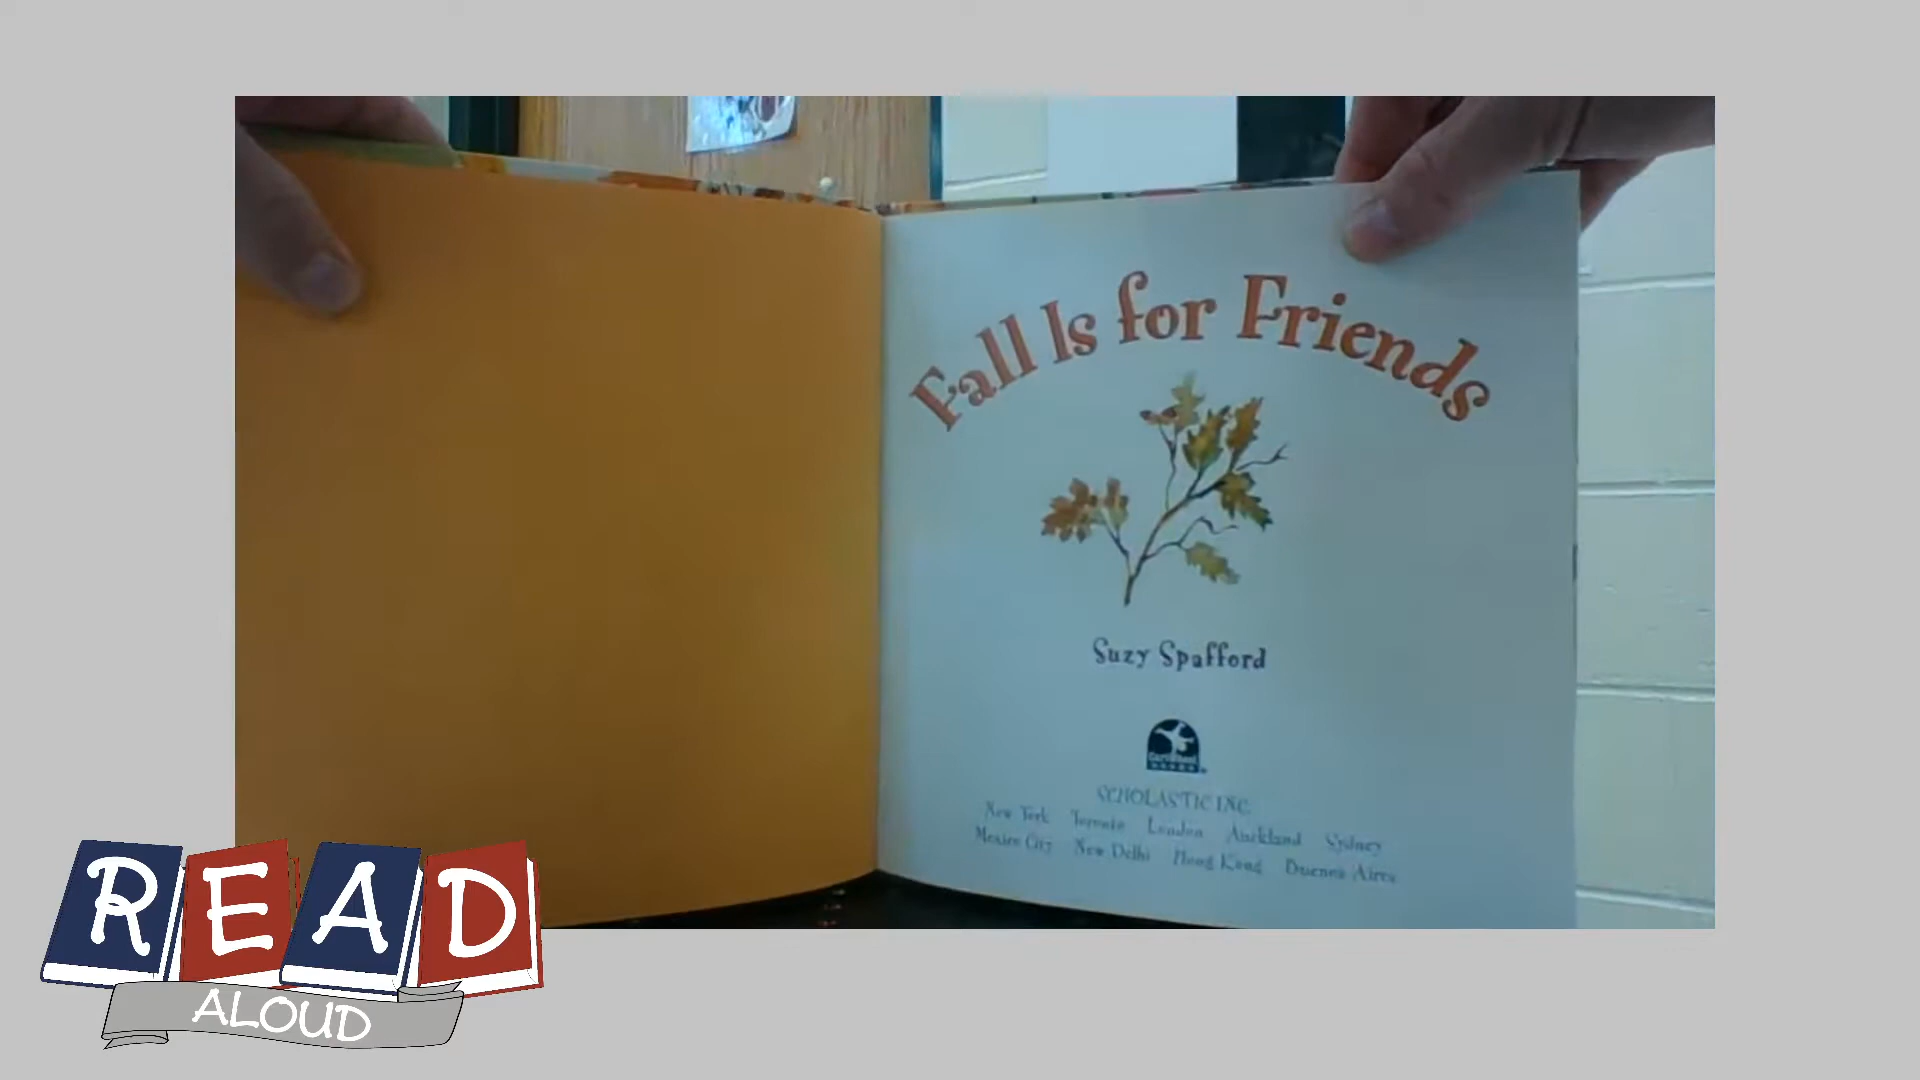 Fall Is for Friends
Suzy Spafford
SCHOLASTIC INC.
New York Toronto London Auckland Sydney
Mexico City New Delhi Hong Kong Buenos Aires
READ
ALOUD